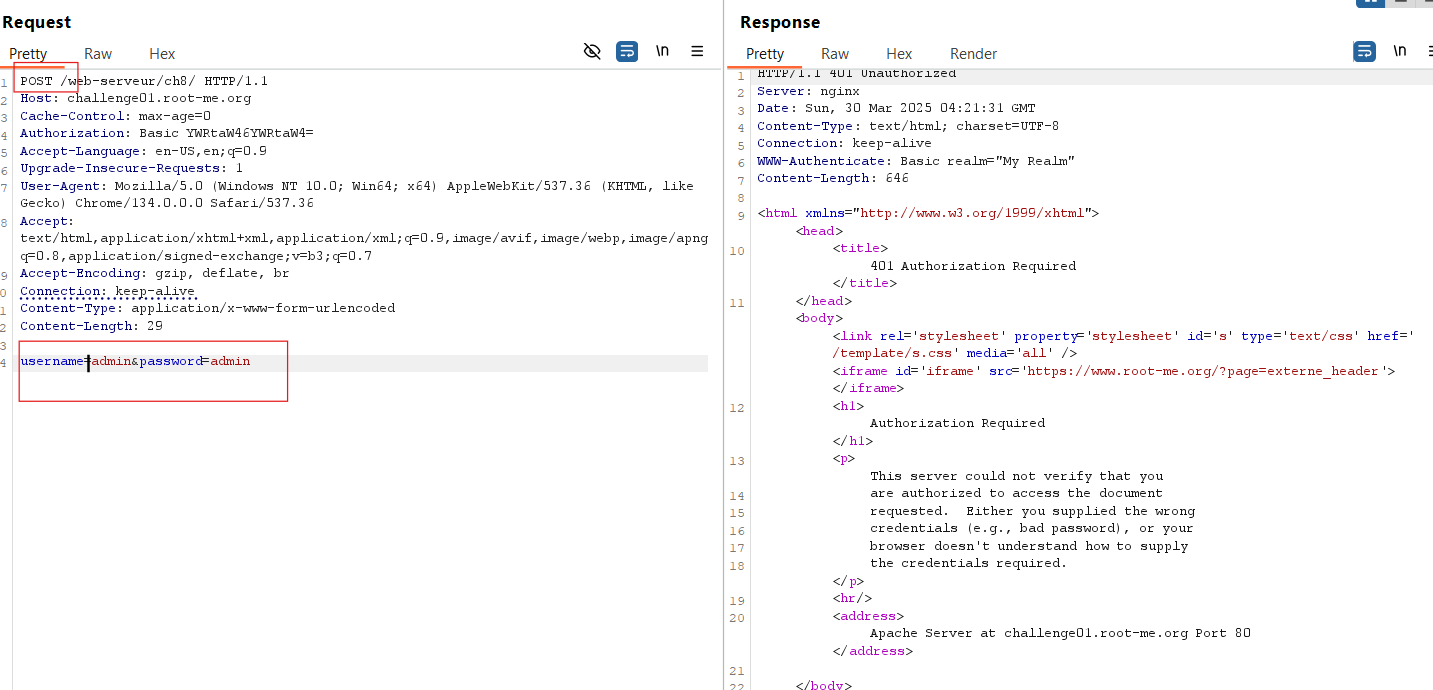 Request
Pretty Raw Hex
\n
1 POST /web-serveur/ch8/ HTTP/1.1
2 Host: challenge01.root-me.org
3 Cache-Control: max-age=0
4 Authorization: Basic YWRtaW46YWRtaW4=
5 Accept-Language: en-US,en;q=0.9
6 Upgrade-Insecure-Requests: 1
7 User-Agent: Mozilla/5.0 (Windows NT 10.0; Win64; x64) AppleWebKit/537.36 (KHTML, like
Gecko) Chrome/134.0.0.0 Safari/537.36
8 Accept:
text/html,application/xhtml+xml,application/xml;q=0.9,image/avif,image/webp,image/apng
q=0.8,application/signed-exchange;v=b3;q=0.7
9 Accept-Encoding: gzip, deflate, br
0 Connection: keep-alive
1 Content-Type: application/x-www-form-urlencoded
2 Content-Length: 29
3
4 username=admin&password=admin
Response
Pretty Raw Hex Render
\n
1 HTTP/1.1 401 Unauthorized
2 Server: nginx
3 Date: Sun, 30 Mar 2025 04:21:31 GMT
4 Content-Type: text/html; charset=UTF-8
5 Connection: keep-alive
6 WWW-Authenticate: Basic realm="My Realm"
7 Content-Length: 646
8
9 <html xmlns="http://www.w3.org/1999/xhtml">
<head>
10 <title>
401 Authorization Required
</title>
11 </head>
<body>
<link rel='stylesheet' property='stylesheet' id='s' type='text/css' href='
/template/s.css' media='all' />
<iframe id='iframe' src='https://www.root-me.org/?page=externe_header'>
</iframe>
12 <h1>
Authorization Required
</h1>
13 <p>
This server could not verify that you
14 are authorized to access the document
15 requested.  Either you supplied the wrong
16 credentials (e.g., bad password), or your
17 browser doesn't understand how to supply
18 the credentials required.
</p>
19 <hr/>
20 <address>
Apache Server at challenge01.root-me.org Port 80
</address>
21
22 </body>